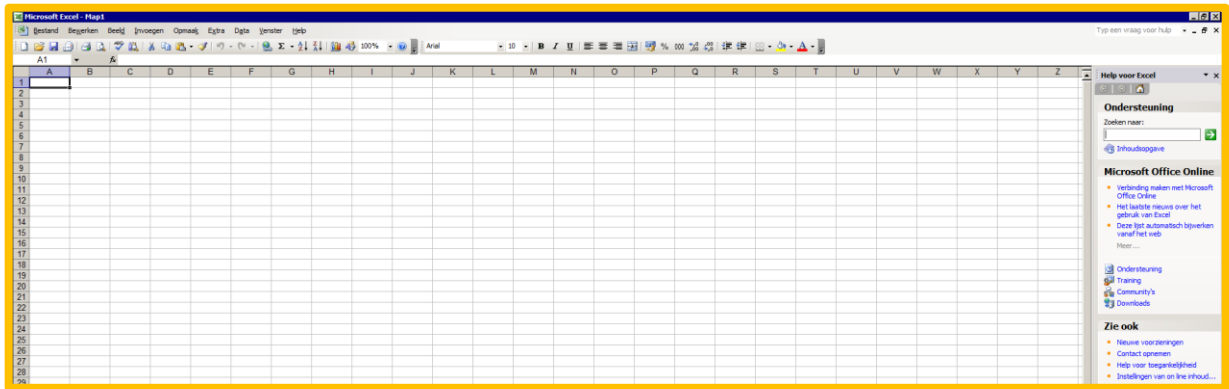 Microsoft Excel - Map1
Bestand Bewerken Beeld Invoegen Opmaak Extra Data Venster Help
Typ een vraag voor hulp
100% Arial 10 B I U % 000
A1 fx
A B C D E F G H I J K L M N O P Q R S T U V W X Y Z
1
2
3
4
5
6
7
8
9
10
11
12
13
14
15
16
17
18
19
20
21
22
23
24
25
26
27
28
29
Help voor Excel
Ondersteuning
Zoeken naar:
Inhoudsopgave
Microsoft Office Online
Verbinding maken met Microsoft
Office Online
Het laatste nieuws over het
gebruik van Excel
Deze lijst automatisch bijwerken
vanaf het web
Meer...
Ondersteuning
Training
Community's
Downloads
Zie ook
Nieuwe voorzieningen
Contact opnemen
Help voor toegankelijkheid
Instellingen van on line inhoud...